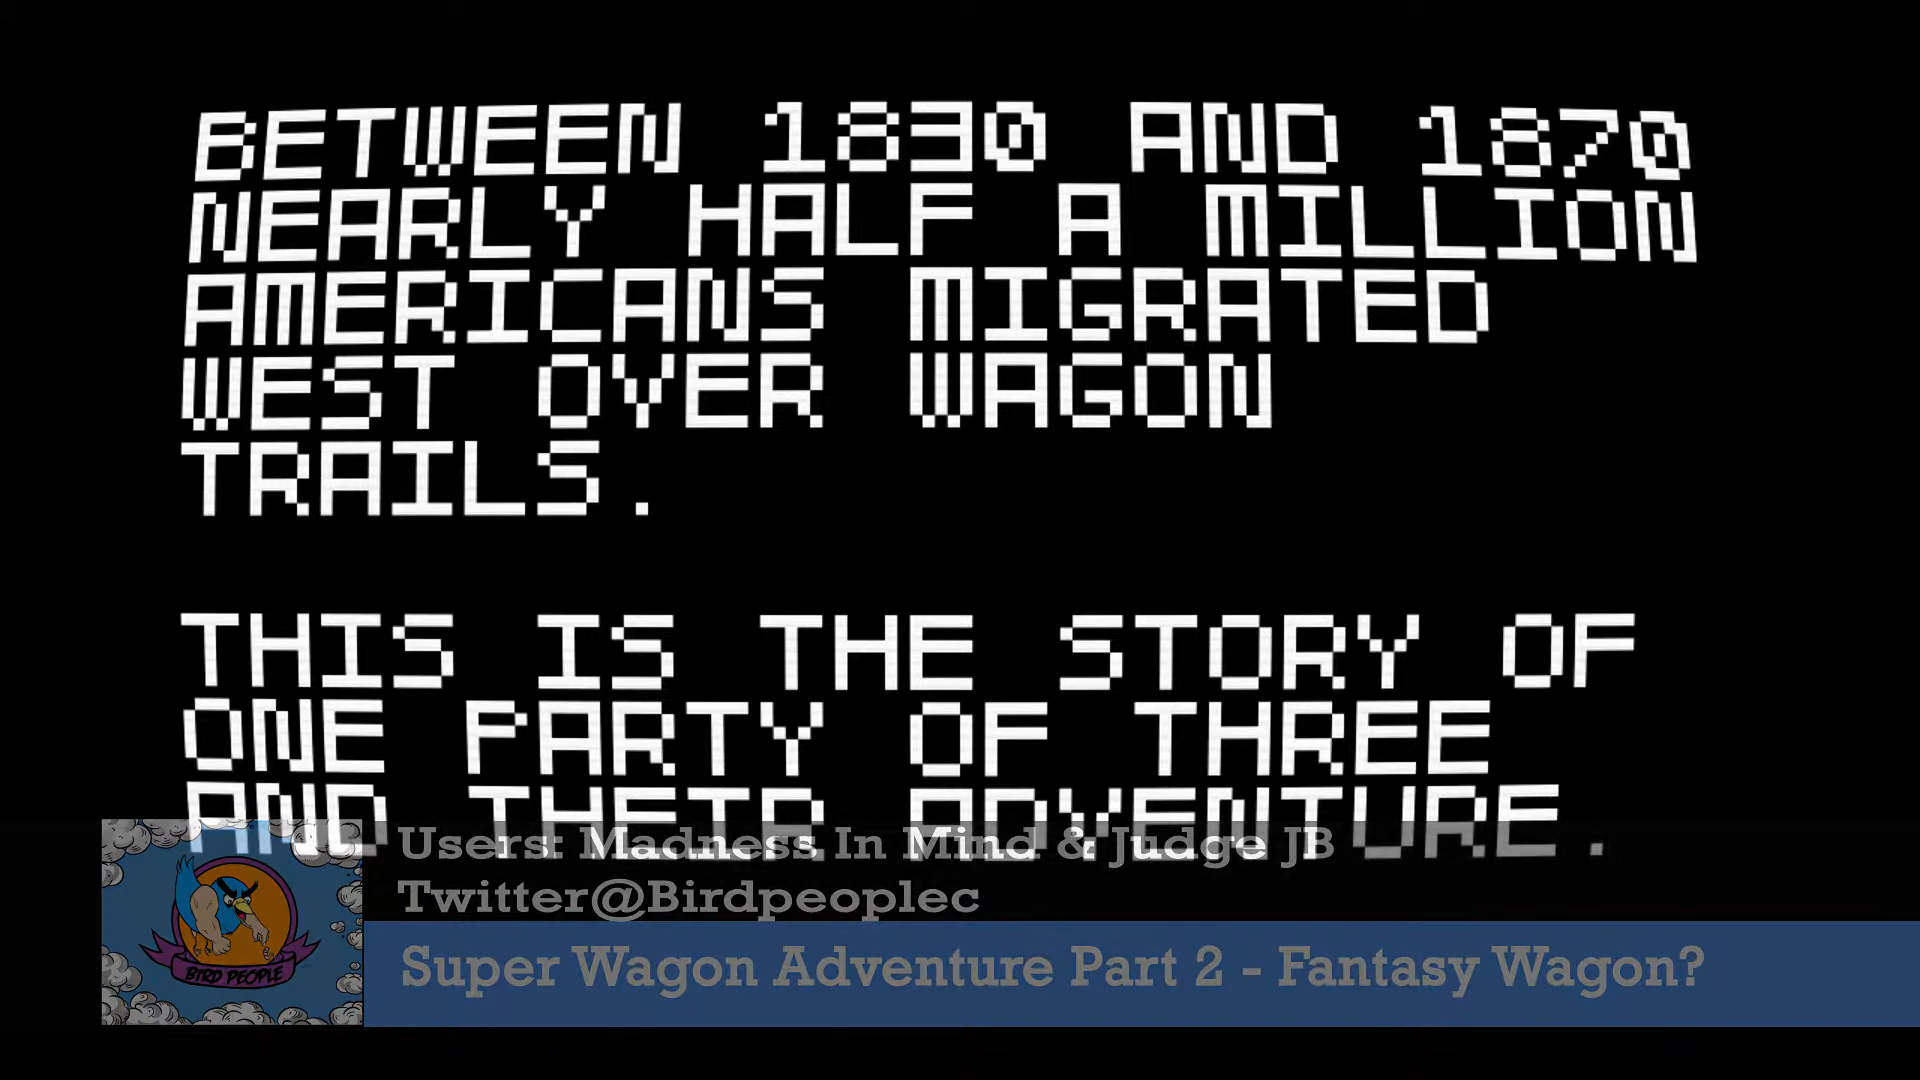 BETWEEN 1830 AND 1870
NEARLY HALF A MILLION
AMERICANS MIGRATED
WEST OVER WAGON
TRAILS.
THIS IS THE STORY OF
ONE PARTY OF THREE
AND THEIR ADVENTURE.
Users: Madness In Mind & Judge JB
Twitter@Birdpeoplec
BIRD PEOPLE
Super Wagon Adventure Part 2 - Fantasy Wagon?